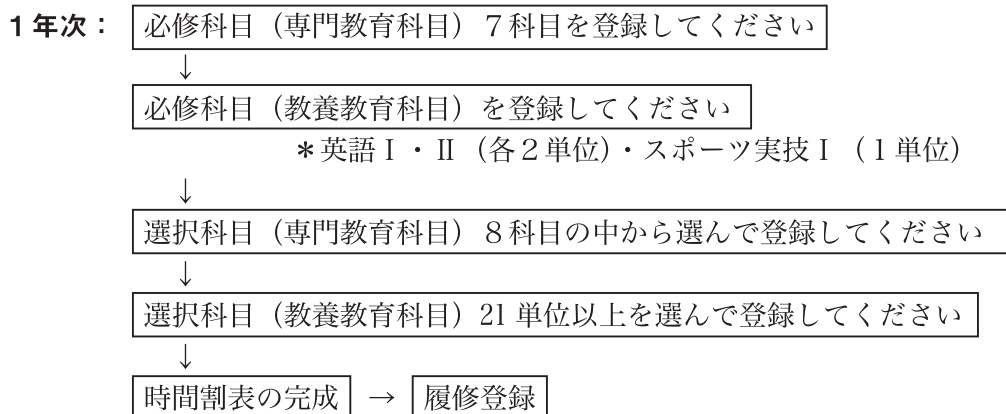 1年次： 必修科目（専門教育科目）7科目を登録してください
↓
必修科目（教養教育科目）を登録してください
＊英語Ⅰ・Ⅱ（各2単位）・スポーツ実技Ⅰ（1単位）
↓
選択科目（専門教育科目）8科目の中から選んで登録してください
↓
選択科目（教養教育科目）21単位以上を選んで登録してください
↓
時間割表の完成 → 履修登録